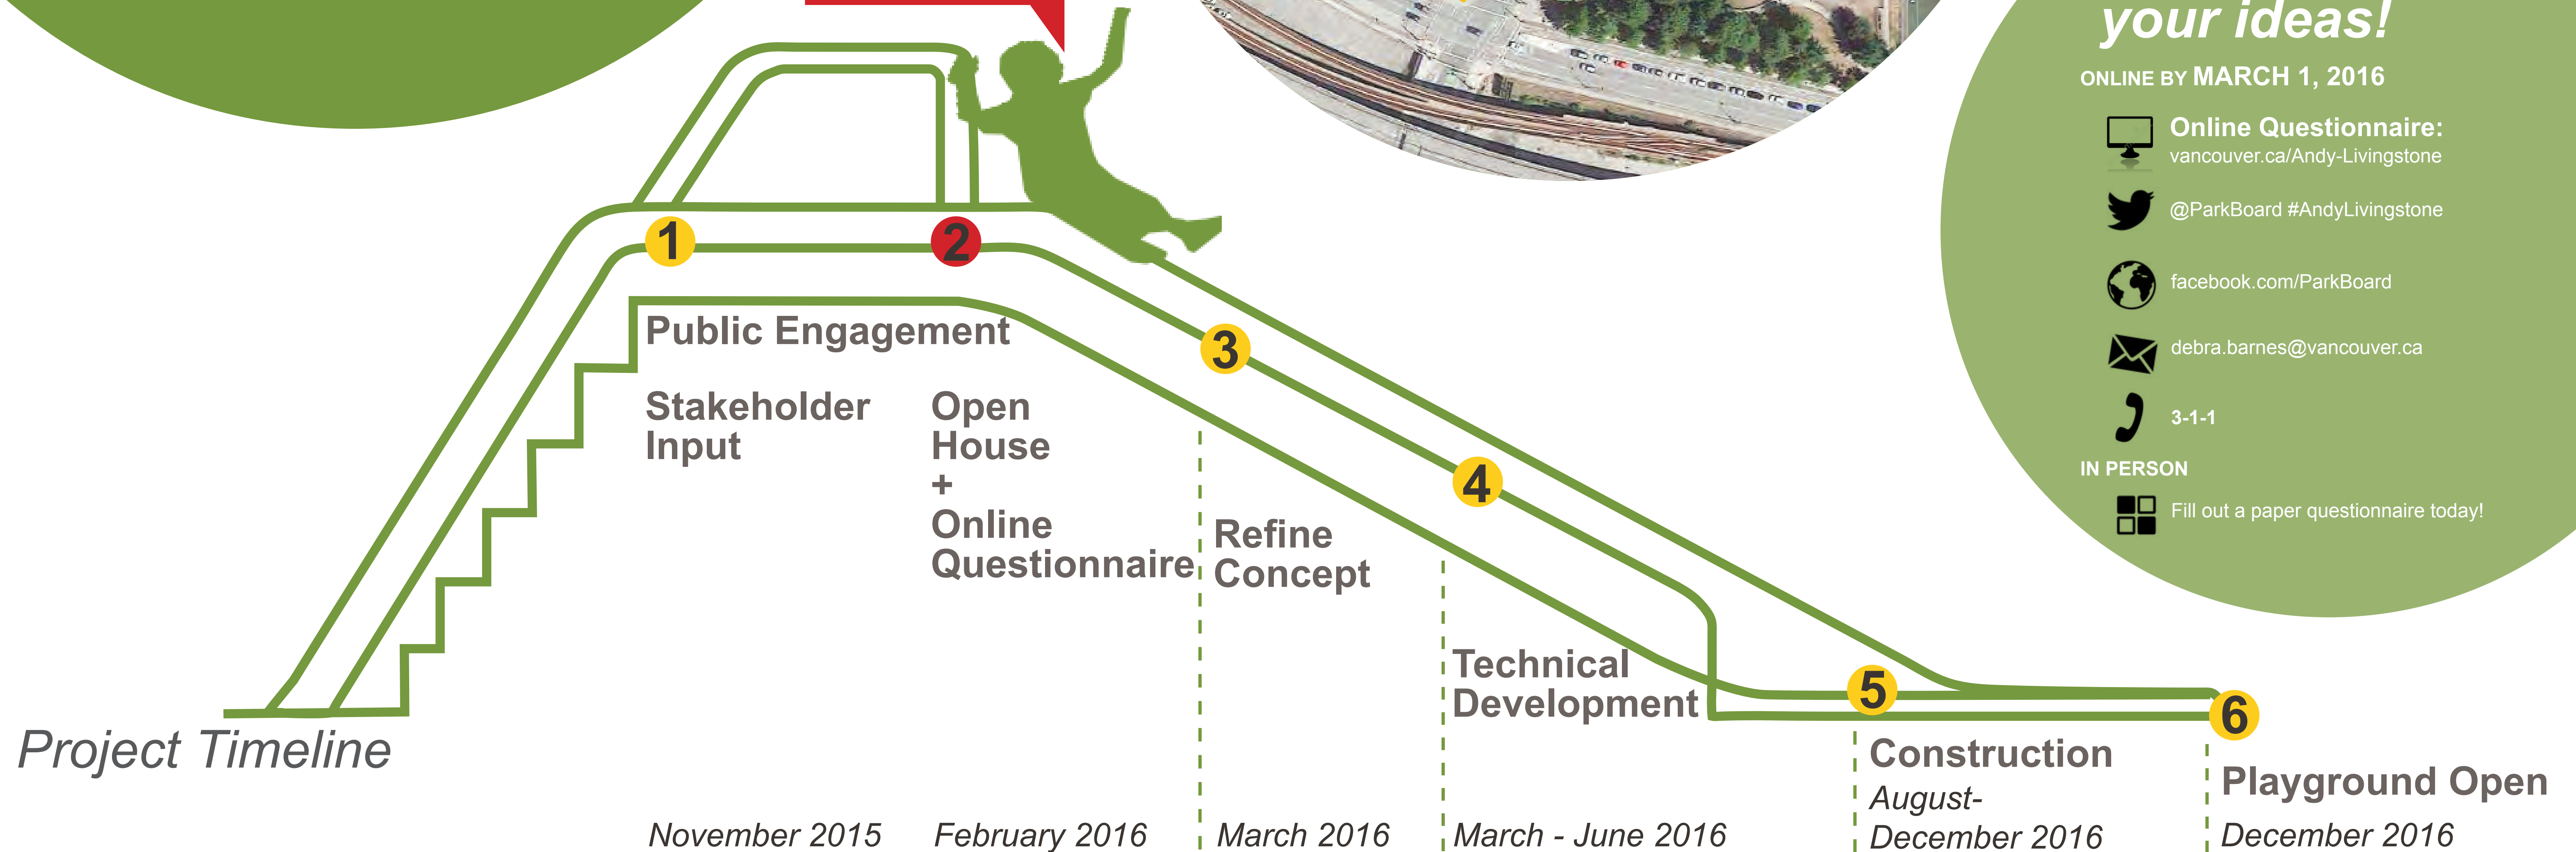 your ideas!
ONLINE BY MARCH 1, 2016
Online Questionnaire:
vancouver.ca/Andy-Livingstone
@ParkBoard #AndyLivingstone
facebook.com/ParkBoard
debra.barnes@vancouver.ca
3-1-1
IN PERSON
Fill out a paper questionnaire today!
1
2
3
4
5
6
Public Engagement
Stakeholder
Input
Open
House
+
Online
Questionnaire
Refine
Concept
Technical
Development
Construction
August-
December 2016
Playground Open
December 2016
Project Timeline
November 2015
February 2016
March 2016
March - June 2016